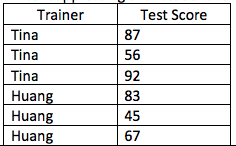 Trainer Test Score
Tina 87
Tina 56
Tina 92
Huang 83
Huang 45
Huang 67